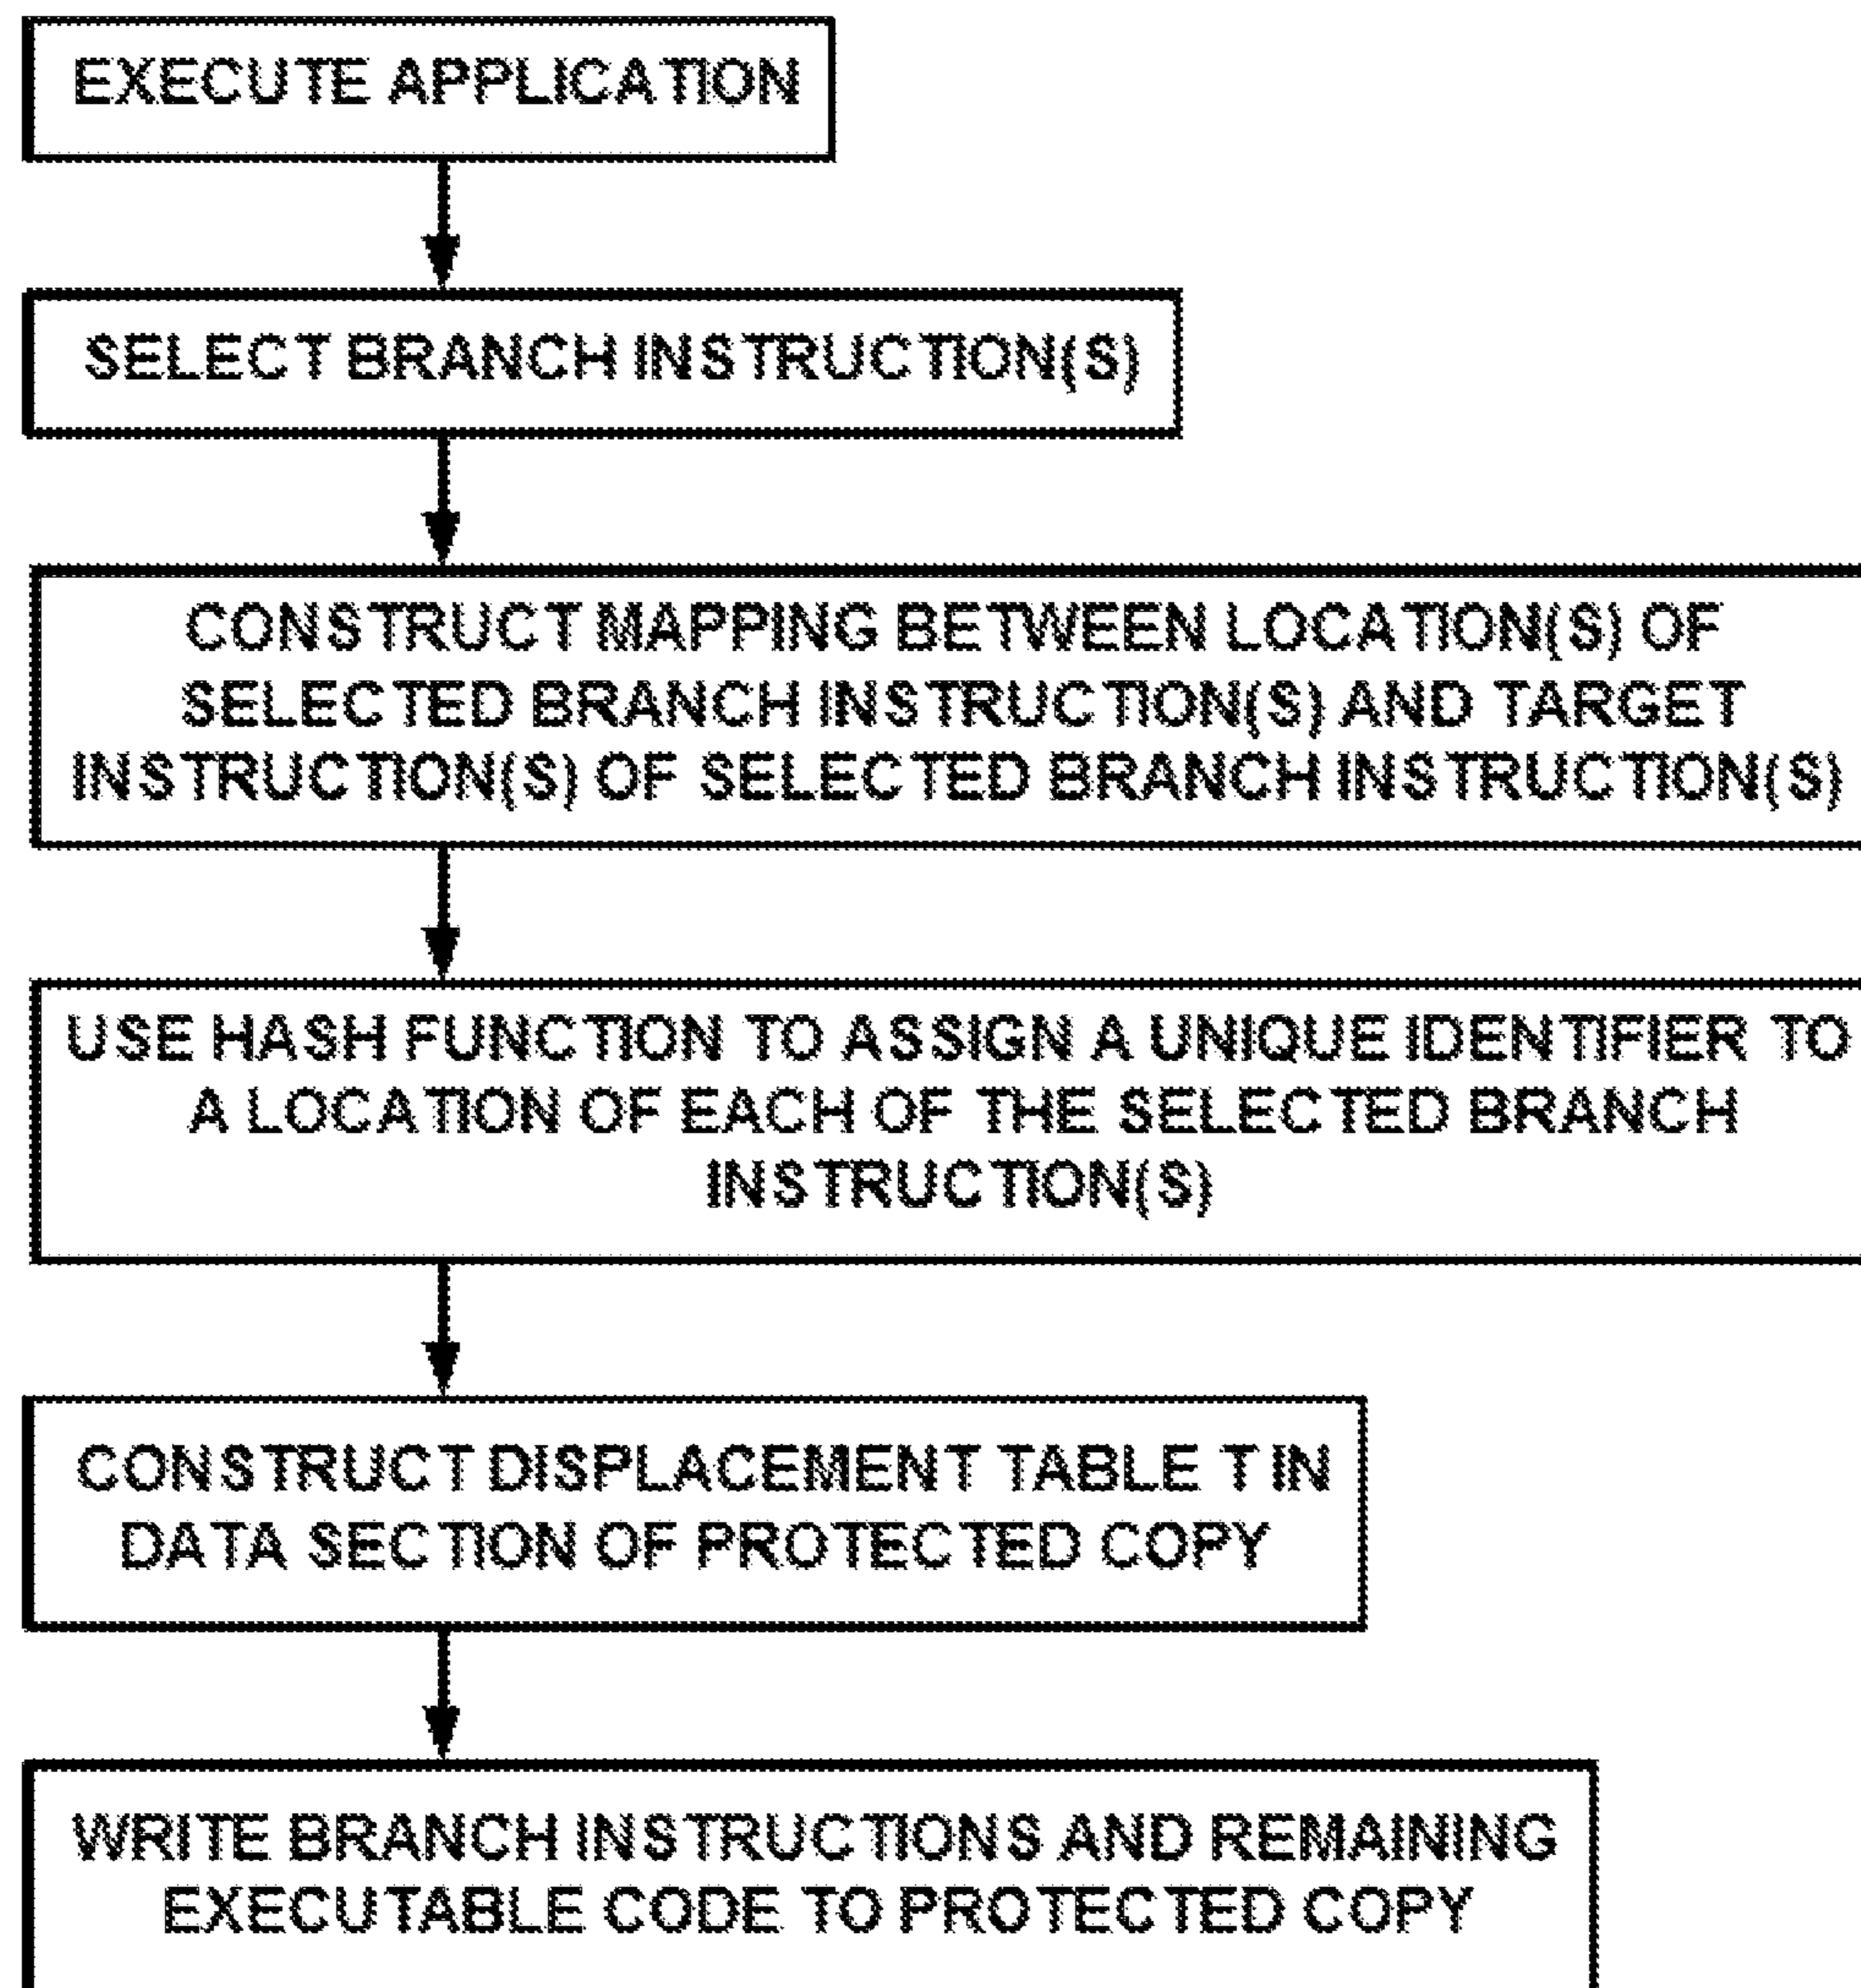 EXECUTE APPLICATION
SELECT BRANCH INSTRUCTION(S)
CONSTRUCT MAPPING BETWEEN LOCATION(S) OF
SELECTED BRANCH INSTRUCTION(S) AND TARGET
INSTRUCTION(S) OF SELECTED BRANCH INSTRUCTION(S)
USE HASH FUNCTION TO ASSIGN A UNIQUE IDENTIFIER TO
A LOCATION OF EACH OF THE SELECTED BRANCH
INSTRUCTION(S)
CONSTRUCT DISPLACEMENT TABLE T IN
DATA SECTION OF PROTECTED COPY
WRITE BRANCH INSTRUCTIONS AND REMAINING
EXECUTABLE CODE TO PROTECTED COPY